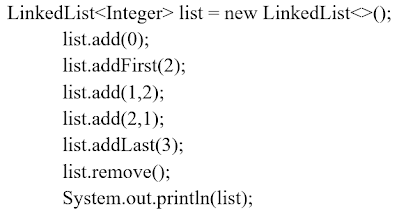 LinkedList<Integer> list = new LinkedList<>();
list.add(0);
list.addFirst(2);
list.add(1,2);
list.add(2,1);
list.addLast(3);
list.remove();
System.out.println(list);